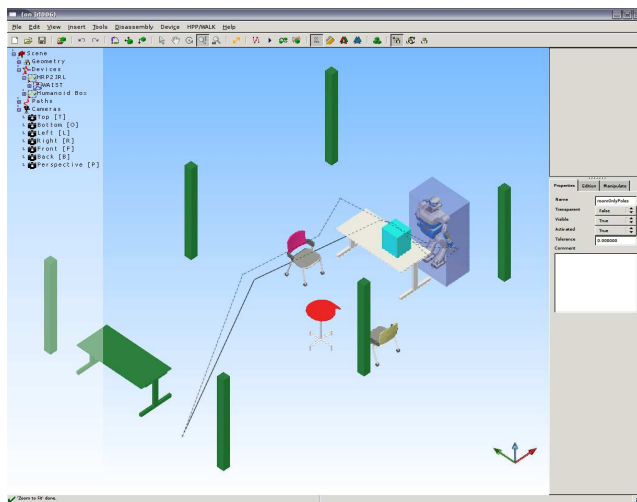 File Edit View Insert Tools Disassembly Device HPP/WALK Help
Scene
Geometry
Devices
HRP2JRL
WAIST
Humanoid Box
Paths
Cameras
Top [T]
Bottom [O]
Left [L]
Right [R]
Front [F]
Back [B]
Perspective [P]
Properties Edition Manipulate
Name roomOnlyPoles
Transparent False
Visible True
Activated True
Tolerance 0.000000
Comment
'Zoom to Fit' done.